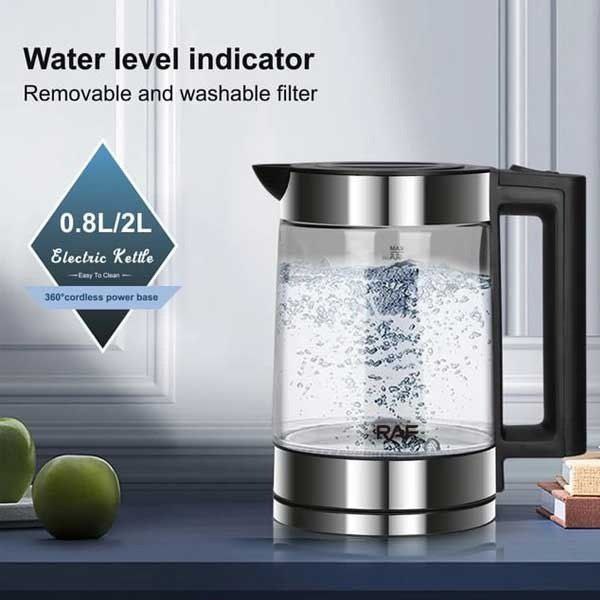 Water level indicator
Removable and washable filter
0.8L/2L
Electric Kettle
Easy To Clean
360°cordless power base
MAX
RAF